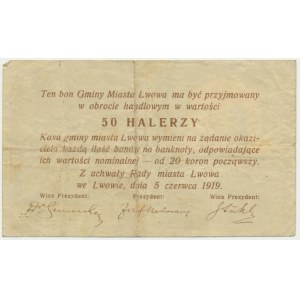 Ten bon Gminy Miasta Lwowa ma być przyjmowany
w obrocie handlowym w wartości
50 HALERZY
Kasa gminy miasta Lwowa wymieni na żądanie okazi-
ciela każdą ilość bonów na banknoty, odpowiadające
ich wartości nominalnej — od 20 koron począwszy.
Z uchwały Rady miasta Lwowa
we Lwowie, dnia 5 czerwca 1919.
Wice Prezydent: Prezydent: Wice Prezydent: